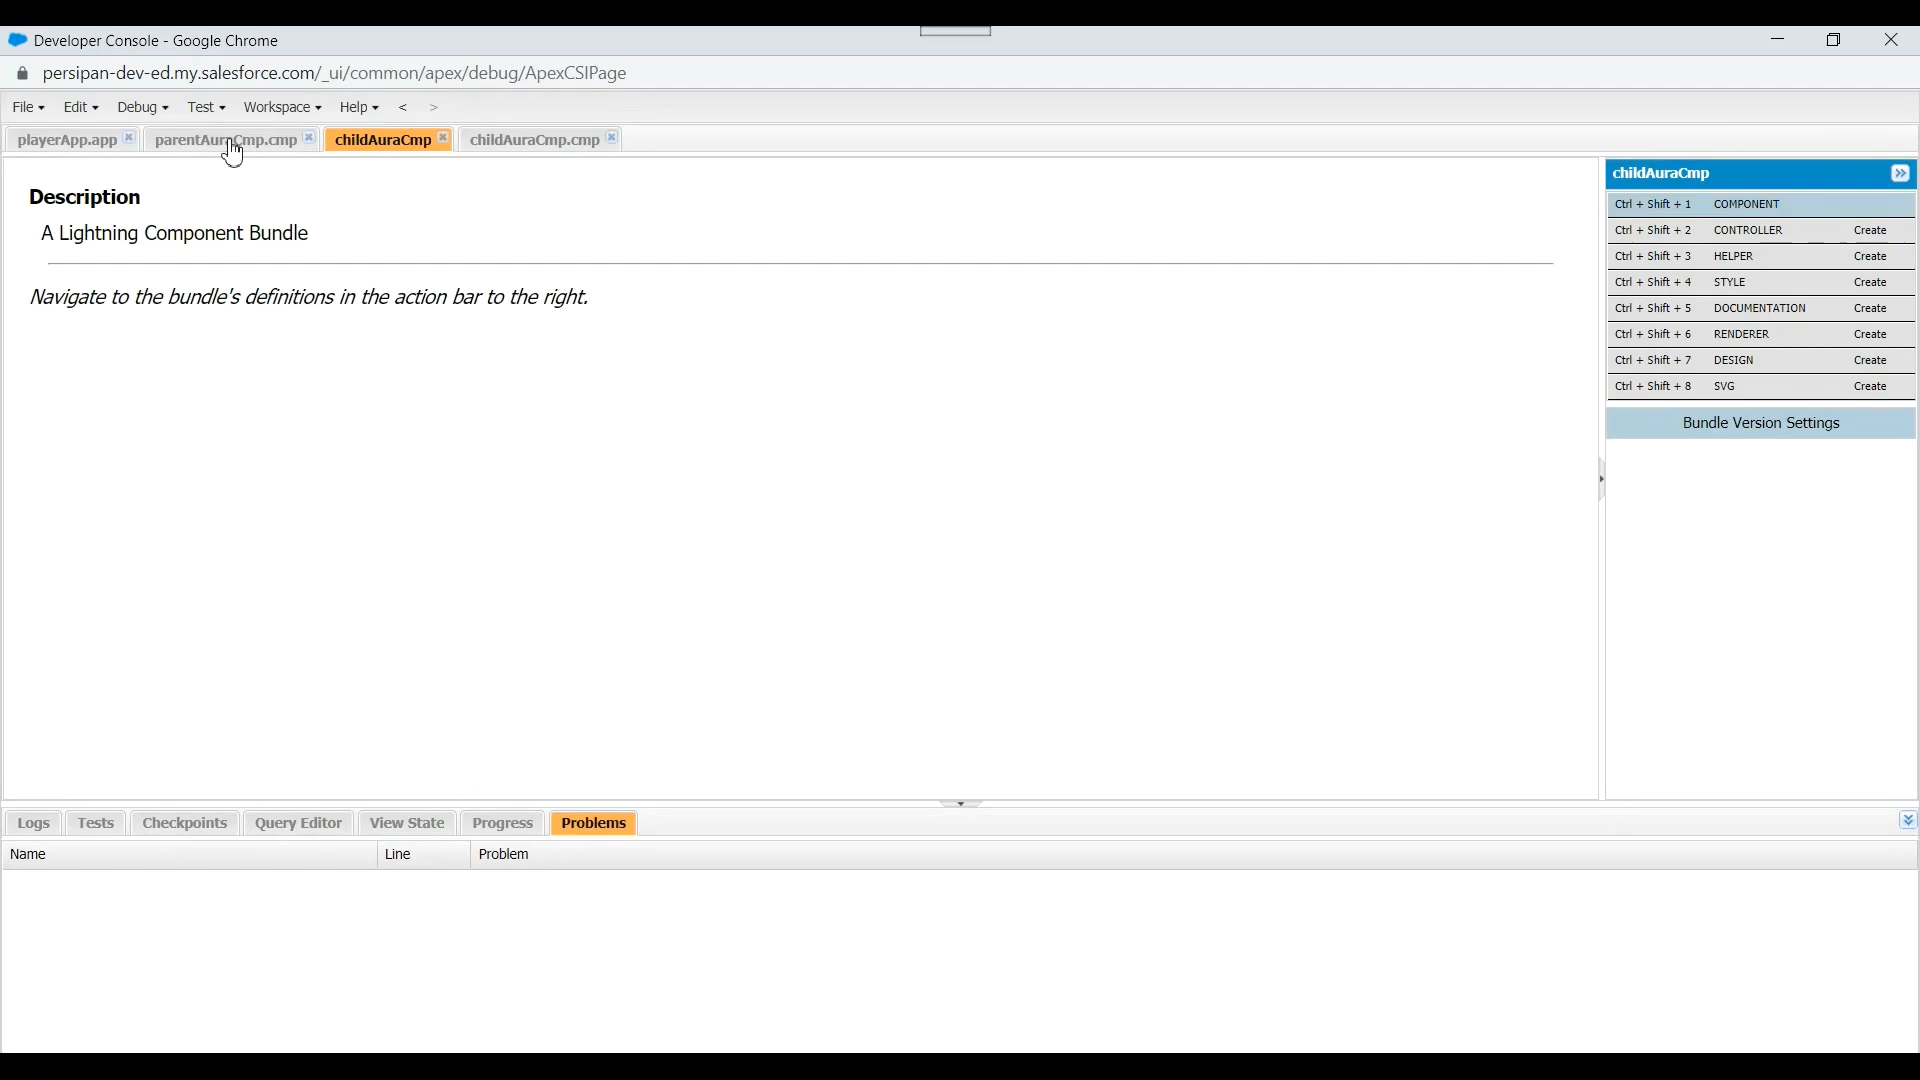 Developer Console - Google Chrome
persipan-dev-ed.my.salesforce.com/_ui/common/apex/debug/ApexCSIPage
File Edit Debug Test Workspace Help < >
playerApp.app parentAuraCmp.cmp childAuraCmp childAuraCmp.cmp
Description
A Lightning Component Bundle
Navigate to the bundle's definitions in the action bar to the right.
childAuraCmp
Ctrl + Shift + 1 COMPONENT
Ctrl + Shift + 2 CONTROLLER Create
Ctrl + Shift + 3 HELPER Create
Ctrl + Shift + 4 STYLE Create
Ctrl + Shift + 5 DOCUMENTATION Create
Ctrl + Shift + 6 RENDERER Create
Ctrl + Shift + 7 DESIGN Create
Ctrl + Shift + 8 SVG Create
Bundle Version Settings
Logs Tests Checkpoints Query Editor View State Progress Problems
Name Line Problem